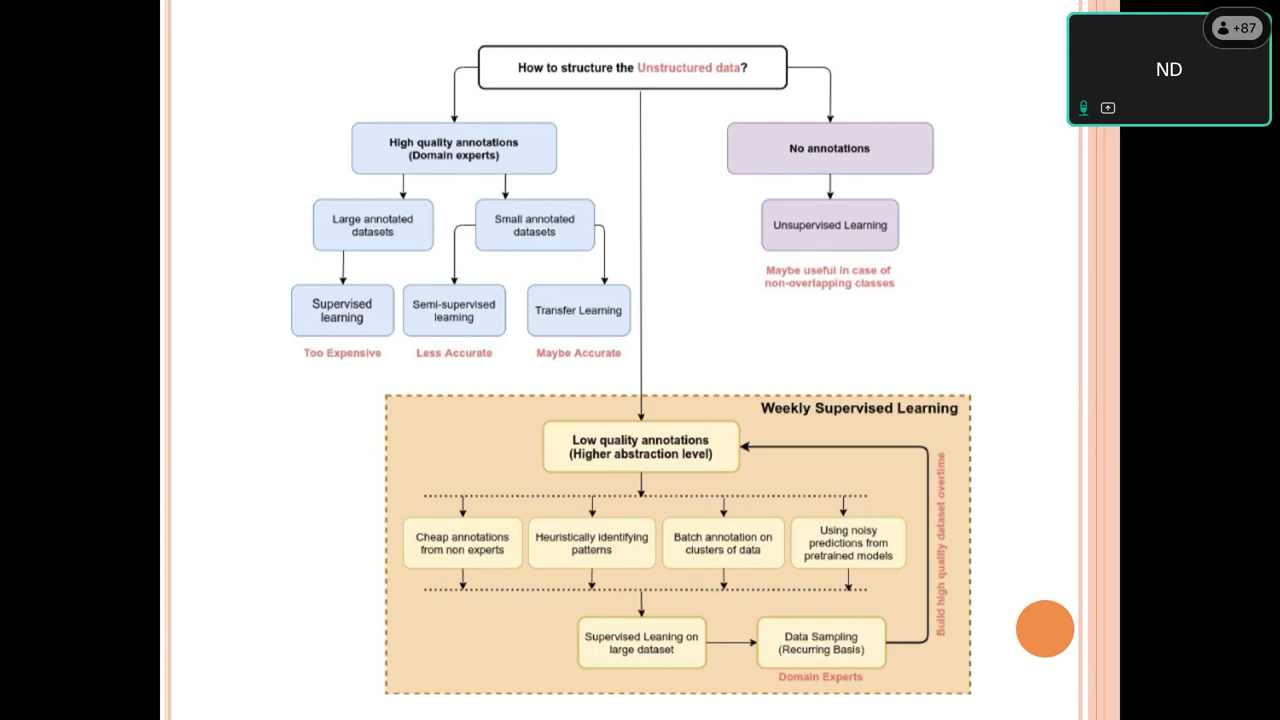 How to structure the Unstructured data?
High quality annotations
(Domain experts)
No annotations
Large annotated
datasets
Small annotated
datasets
Unsupervised Learning
Maybe useful in case of
non-overlapping classes
Supervised
learning
Semi-supervised
learning
Transfer Learning
Too Expensive
Less Accurate
Maybe Accurate
Weekly Supervised Learning
Low quality annotations
(Higher abstraction level)
Cheap annotations
from non experts
Heuristically identifying
patterns
Batch annotation on
clusters of data
Using noisy
predictions from
pretrained models
Build high quality dataset overtime
Supervised Leaning on
large dataset
Data Sampling
(Recurring Basis)
Domain Experts
+87
ND